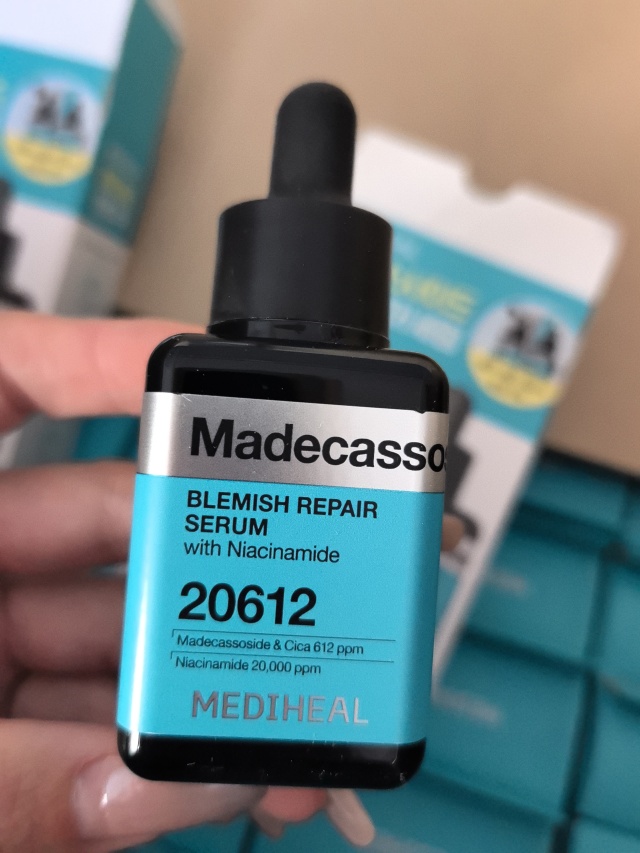 Madecasso
BLEMISH REPAIR
SERUM
with Niacinamide
20612
Madecassoside & Cica 612 ppm
Niacinamide 20,000 ppm
MEDIHEAL